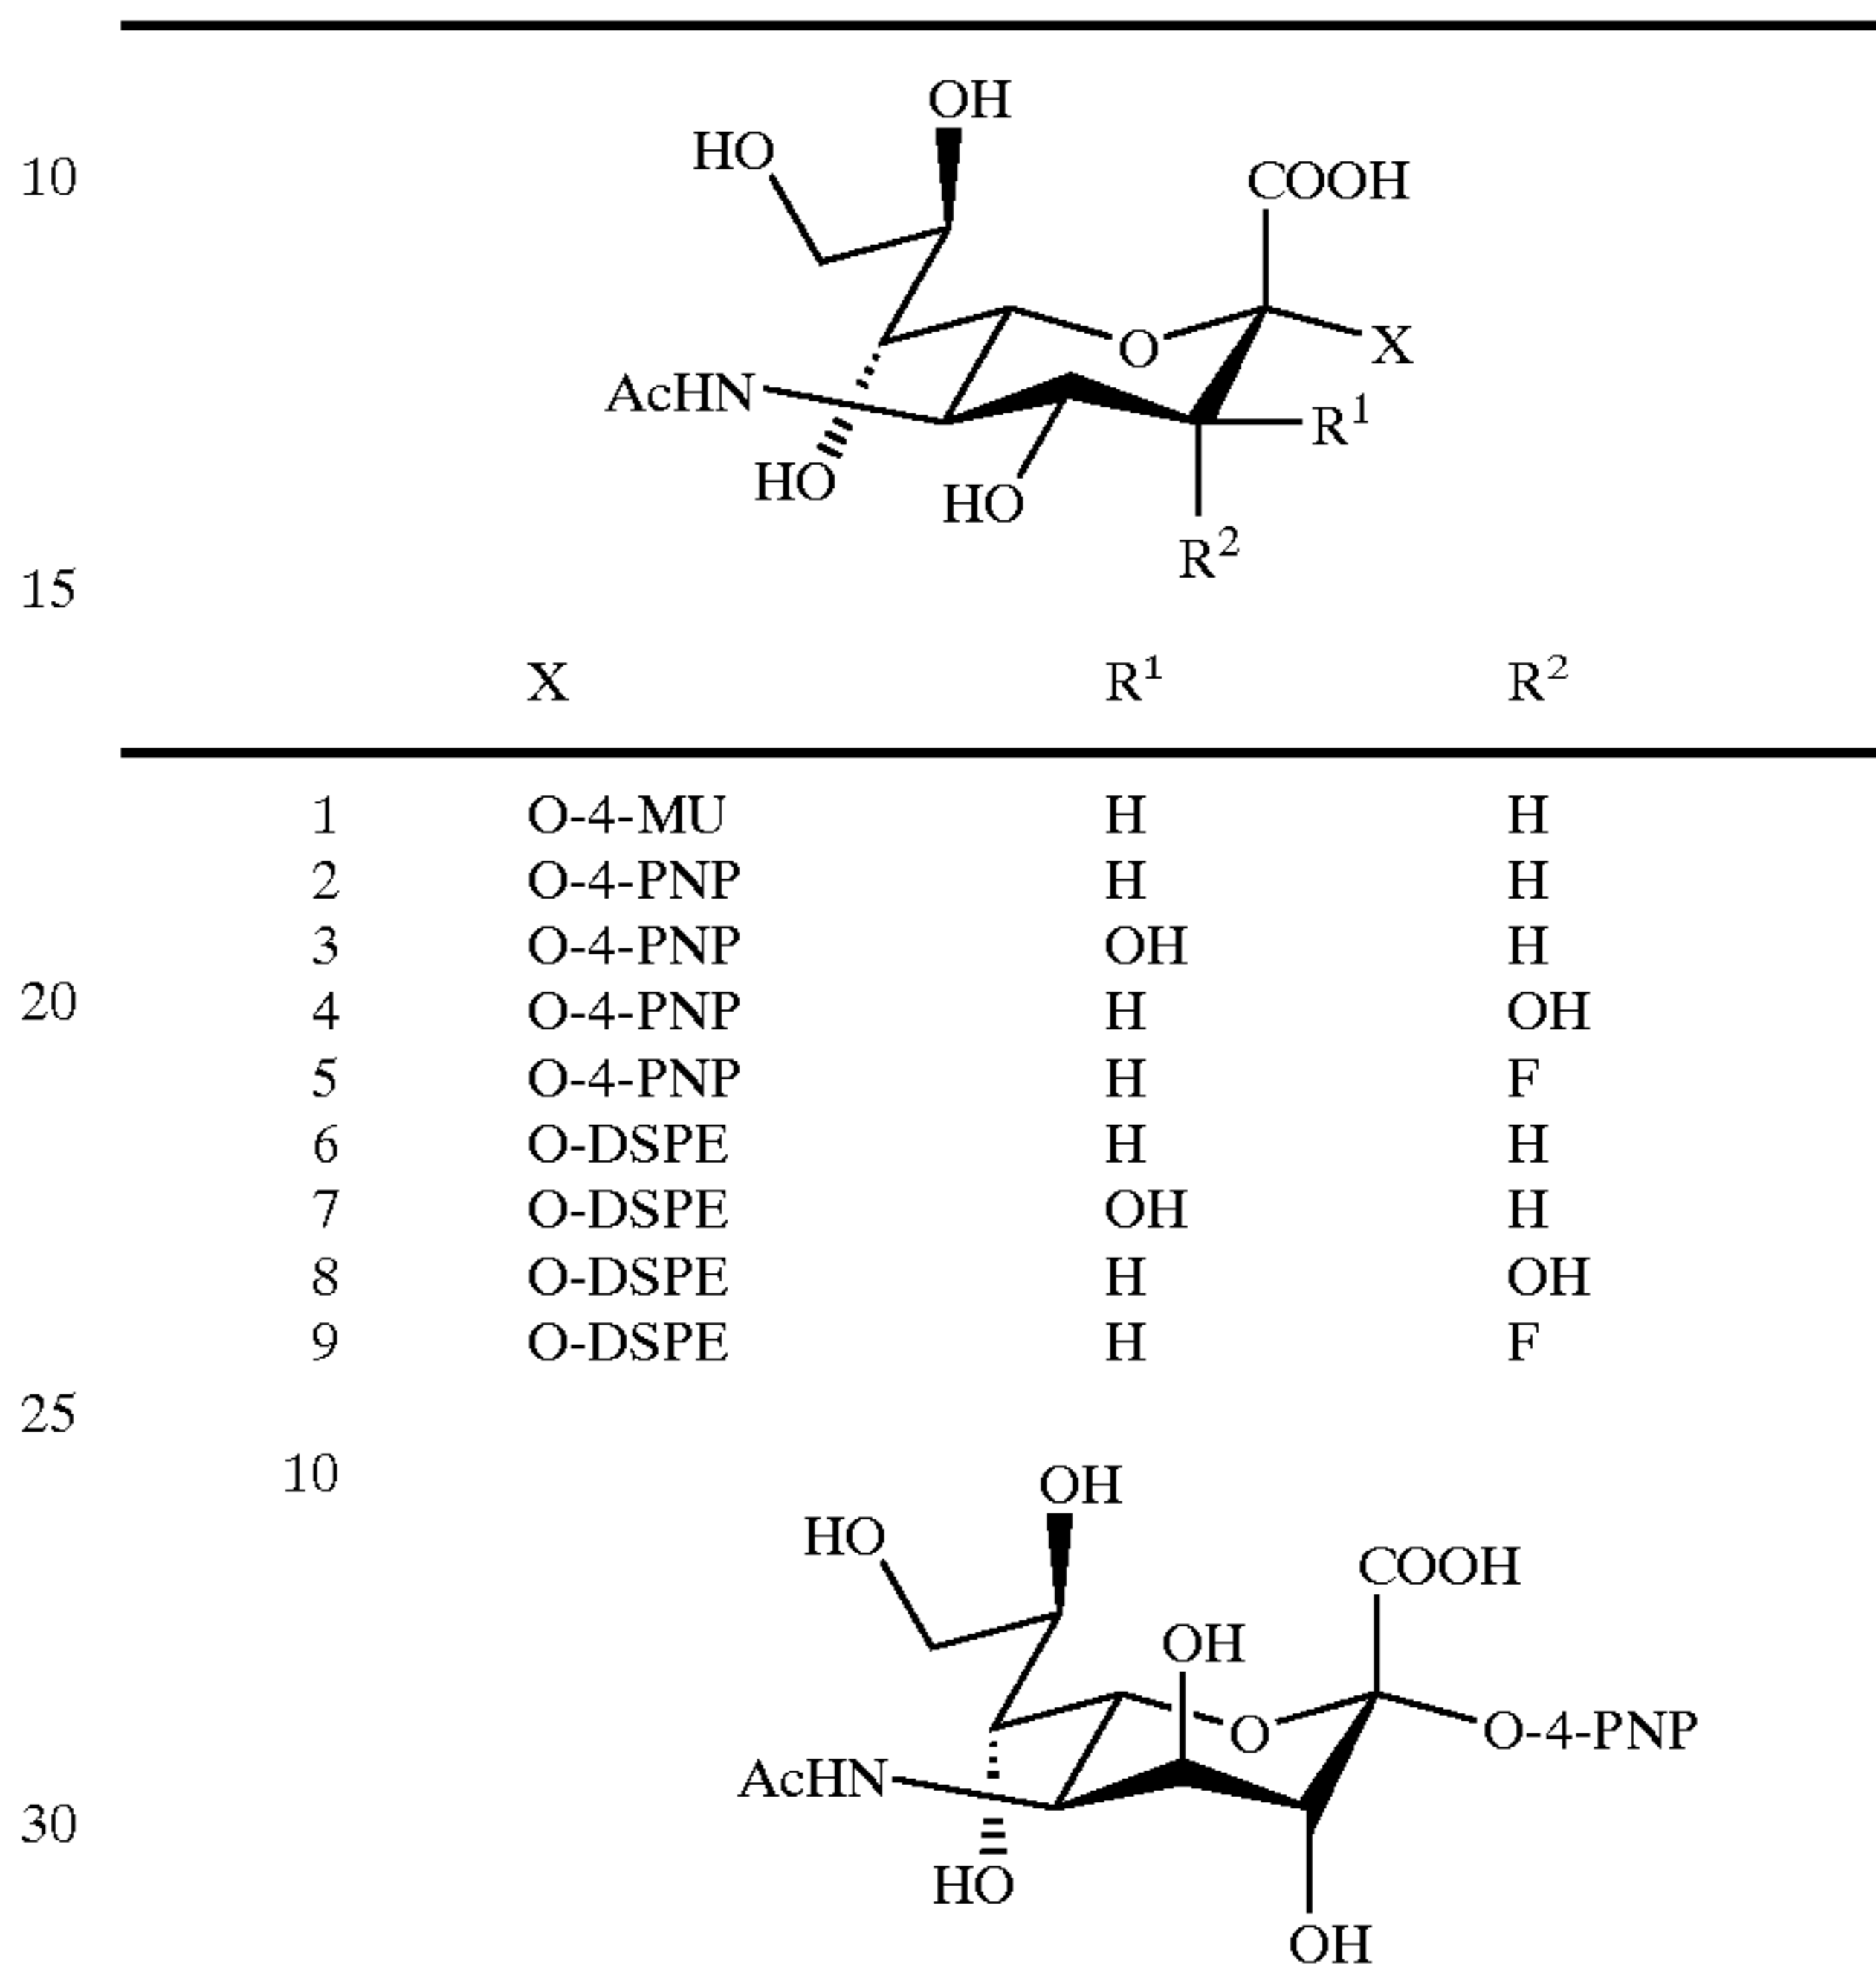 OH
HO
10 COOH
O X
AcHN R¹
HO HO
R²
15
X R¹ R²
1 O-4-MU H H
2 O-4-PNP H H
3 O-4-PNP OH H
20 4 O-4-PNP H OH
5 O-4-PNP H F
6 O-DSPE H H
7 O-DSPE OH H
8 O-DSPE H OH
9 O-DSPE H F
25
10 OH
HO
COOH
OH
O O-4-PNP
AcHN
30
HO
OH